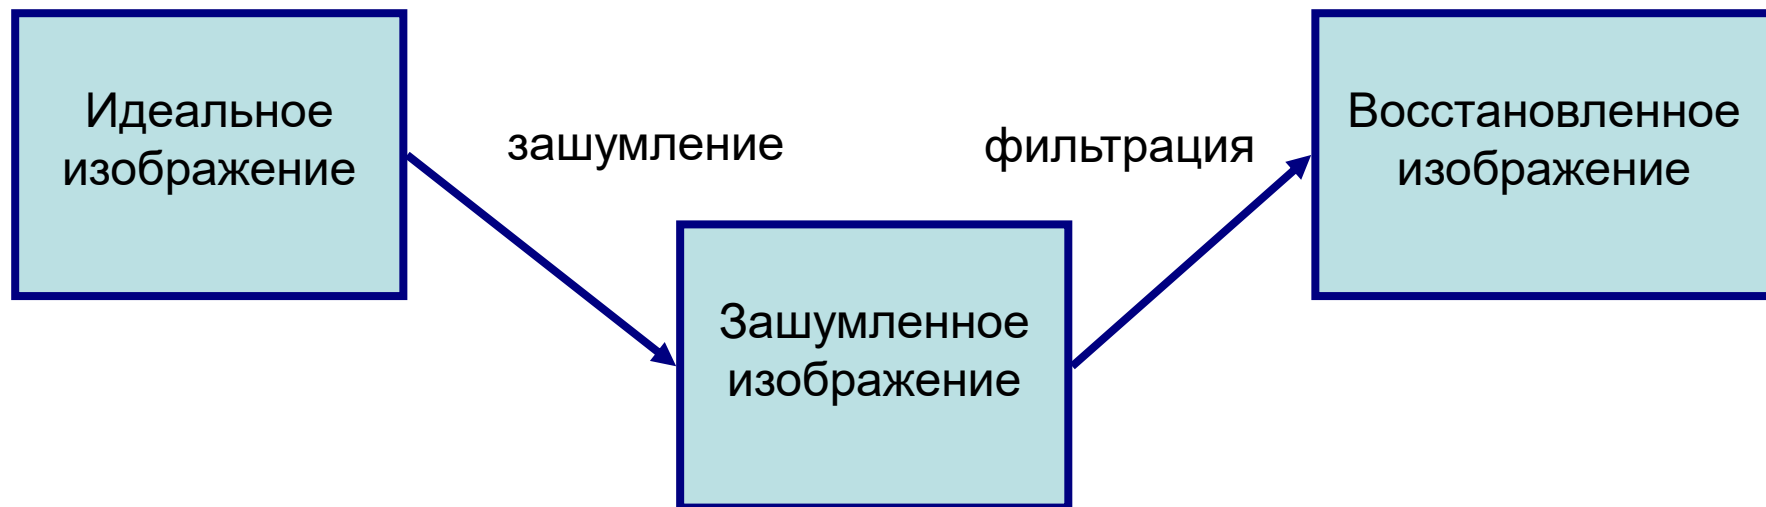 Идеальное
изображение
зашумление
Зашумленное
изображение
фильтрация
Восстановленное
изображение